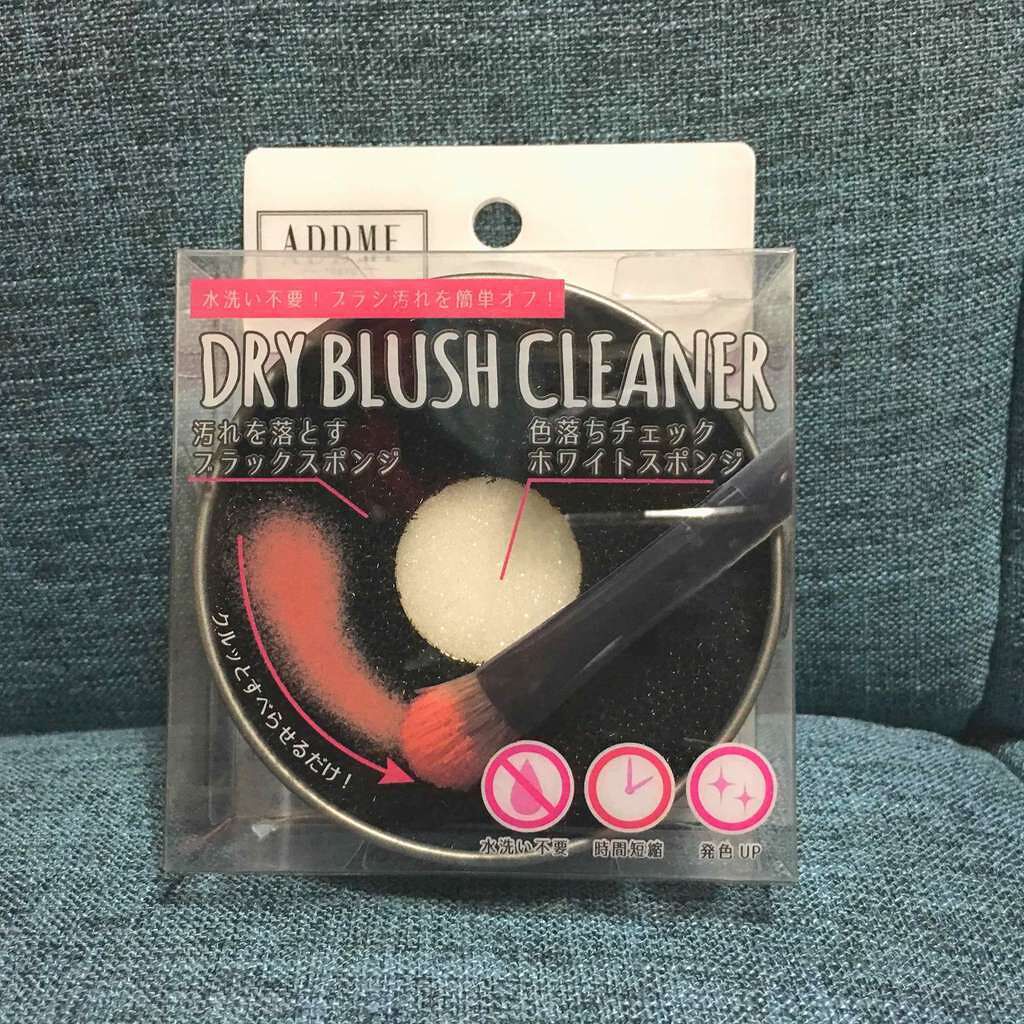 ADDME
水洗い不要！ブラシ汚れを簡単オフ！
DRY BLUSH CLEANER
汚れを落とす
ブラックスポンジ
色落ちチェック
ホワイトスポンジ
クルッとすべらせるだけ！
水洗い不要
時間短縮
発色UP